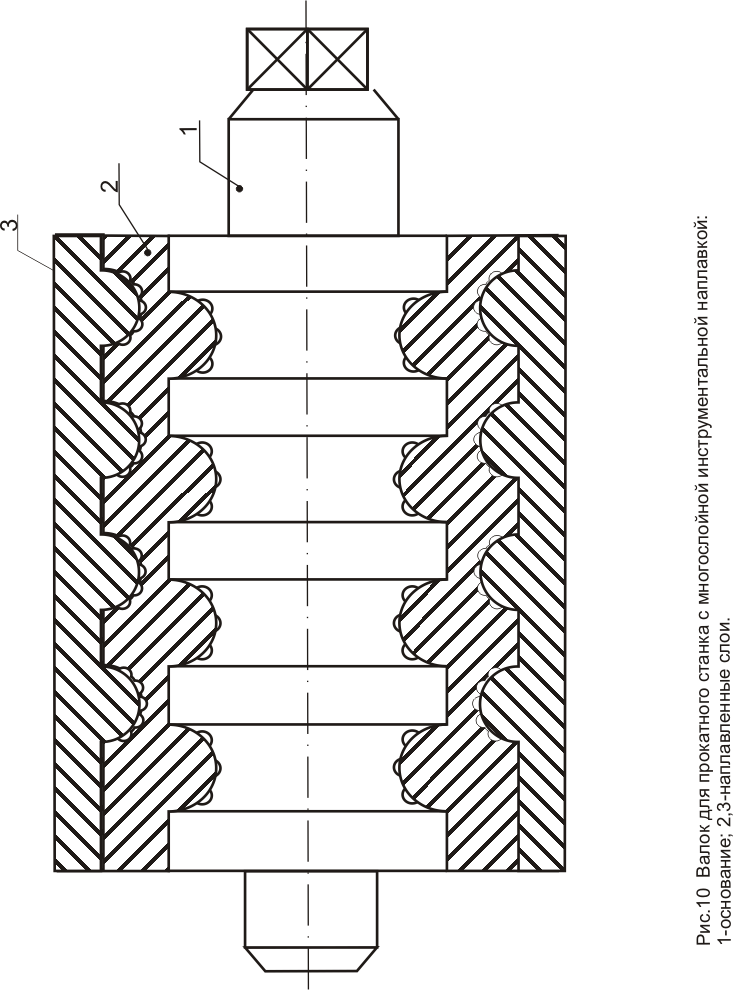 3
2
1
Рис.10 Валок для прокатного станка с многослойной инструментальной наплавкой:
1-основание; 2,3-наплавленные слои.